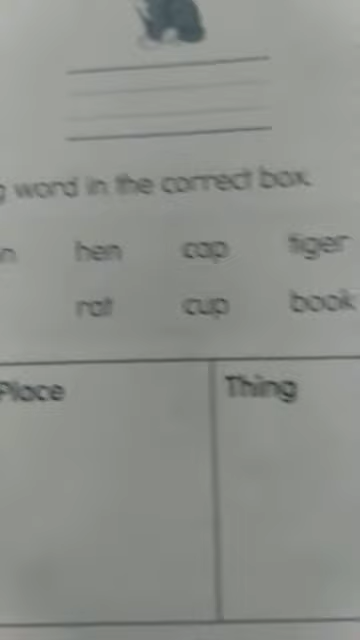 word in the correct box.
hen cap tiger
rat cup book
Place Thing